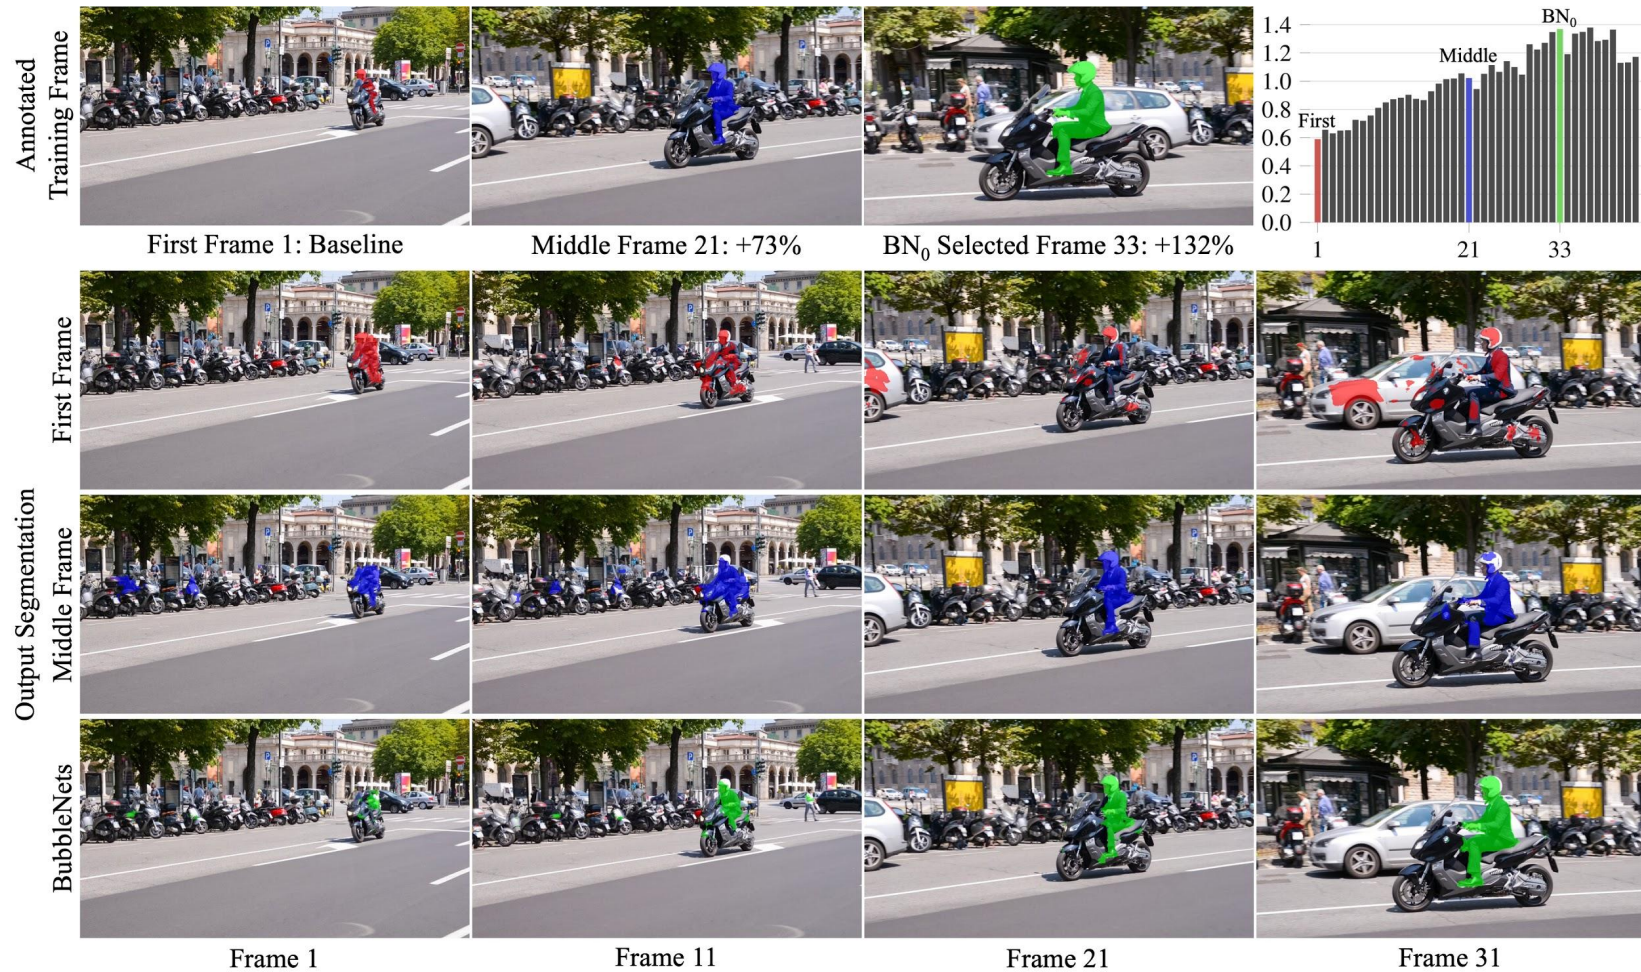 Annotated
Training Frame
First Frame 1: Baseline
Middle Frame 21: +73%
BN₀ Selected Frame 33: +132%
1.4
1.2
1.0
0.8
0.6
0.4
0.2
0.0
First
Middle
BN₀
1
21
33
Output Segmentation
First Frame
Middle Frame
BubbleNets
Frame 1
Frame 11
Frame 21
Frame 31